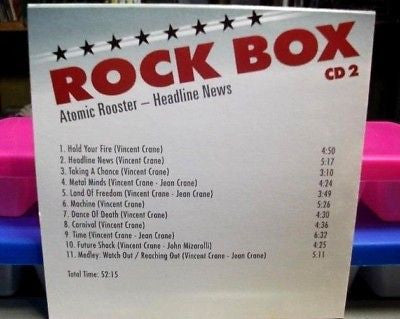 ROCK BOX
CD 2
Atomic Rooster – Headline News
1. Hold Your Fire (Vincent Crane) 4:50
2. Headline News (Vincent Crane) 5:17
3. Taking A Chance (Vincent Crane) 3:10
4. Metal Minds (Vincent Crane - Jean Crane) 4:24
5. Land Of Freedom (Vincent Crane - Jean Crane) 3:49
6. Machine (Vincent Crane) 5:26
7. Dance Of Death (Vincent Crane) 4:30
8. Carnival (Vincent Crane) 4:36
9. Time (Vincent Crane - Jean Crane) 6:32
10. Future Shock (Vincent Crane - John Mizarolli) 4:25
11. Medley: Watch Out / Reaching Out (Vincent Crane - Jean Crane) 5:11
Total Time: 52:15